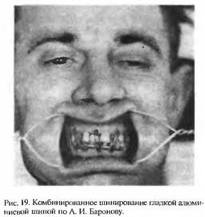 Рис. 19. Комбинированное шинирование гладкой алюми-
ниевой шиной по А. И. Баронову.